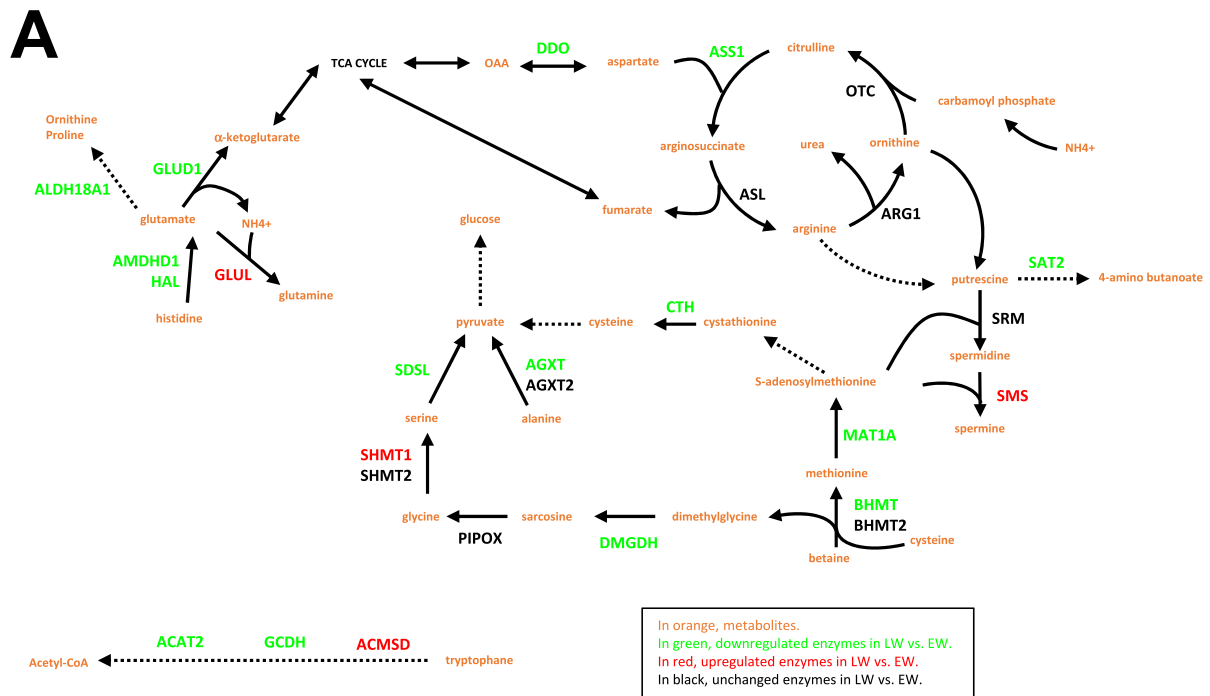 A
TCA CYCLE
OAA
DDO
aspartate
ASS1
citrulline
OTC
carbamoyl phosphate
NH4+
Ornithine
Proline
α-ketoglutarate
GLUD1
ALDH18A1
glutamate
NH4+
AMDHD1
HAL
GLUL
glutamine
histidine
arginosuccinate
urea
ornithine
ASL
ARG1
fumarate
arginine
glucose
putrescine
SAT2
4-amino butanoate
SRM
spermidine
SMS
spermine
pyruvate
cysteine
CTH
cystathionine
S-adenosylmethionine
SDSL
AGXT
AGXT2
serine
alanine
MAT1A
methionine
SHMT1
SHMT2
glycine
PIPOX
sarcosine
DMGDH
dimethylglycine
BHMT
BHMT2
cysteine
betaine
Acetyl-CoA
ACAT2
GCDH
ACMSD
tryptophane
In orange, metabolites.
In green, downregulated enzymes in LW vs. EW.
In red, upregulated enzymes in LW vs. EW.
In black, unchanged enzymes in LW vs. EW.